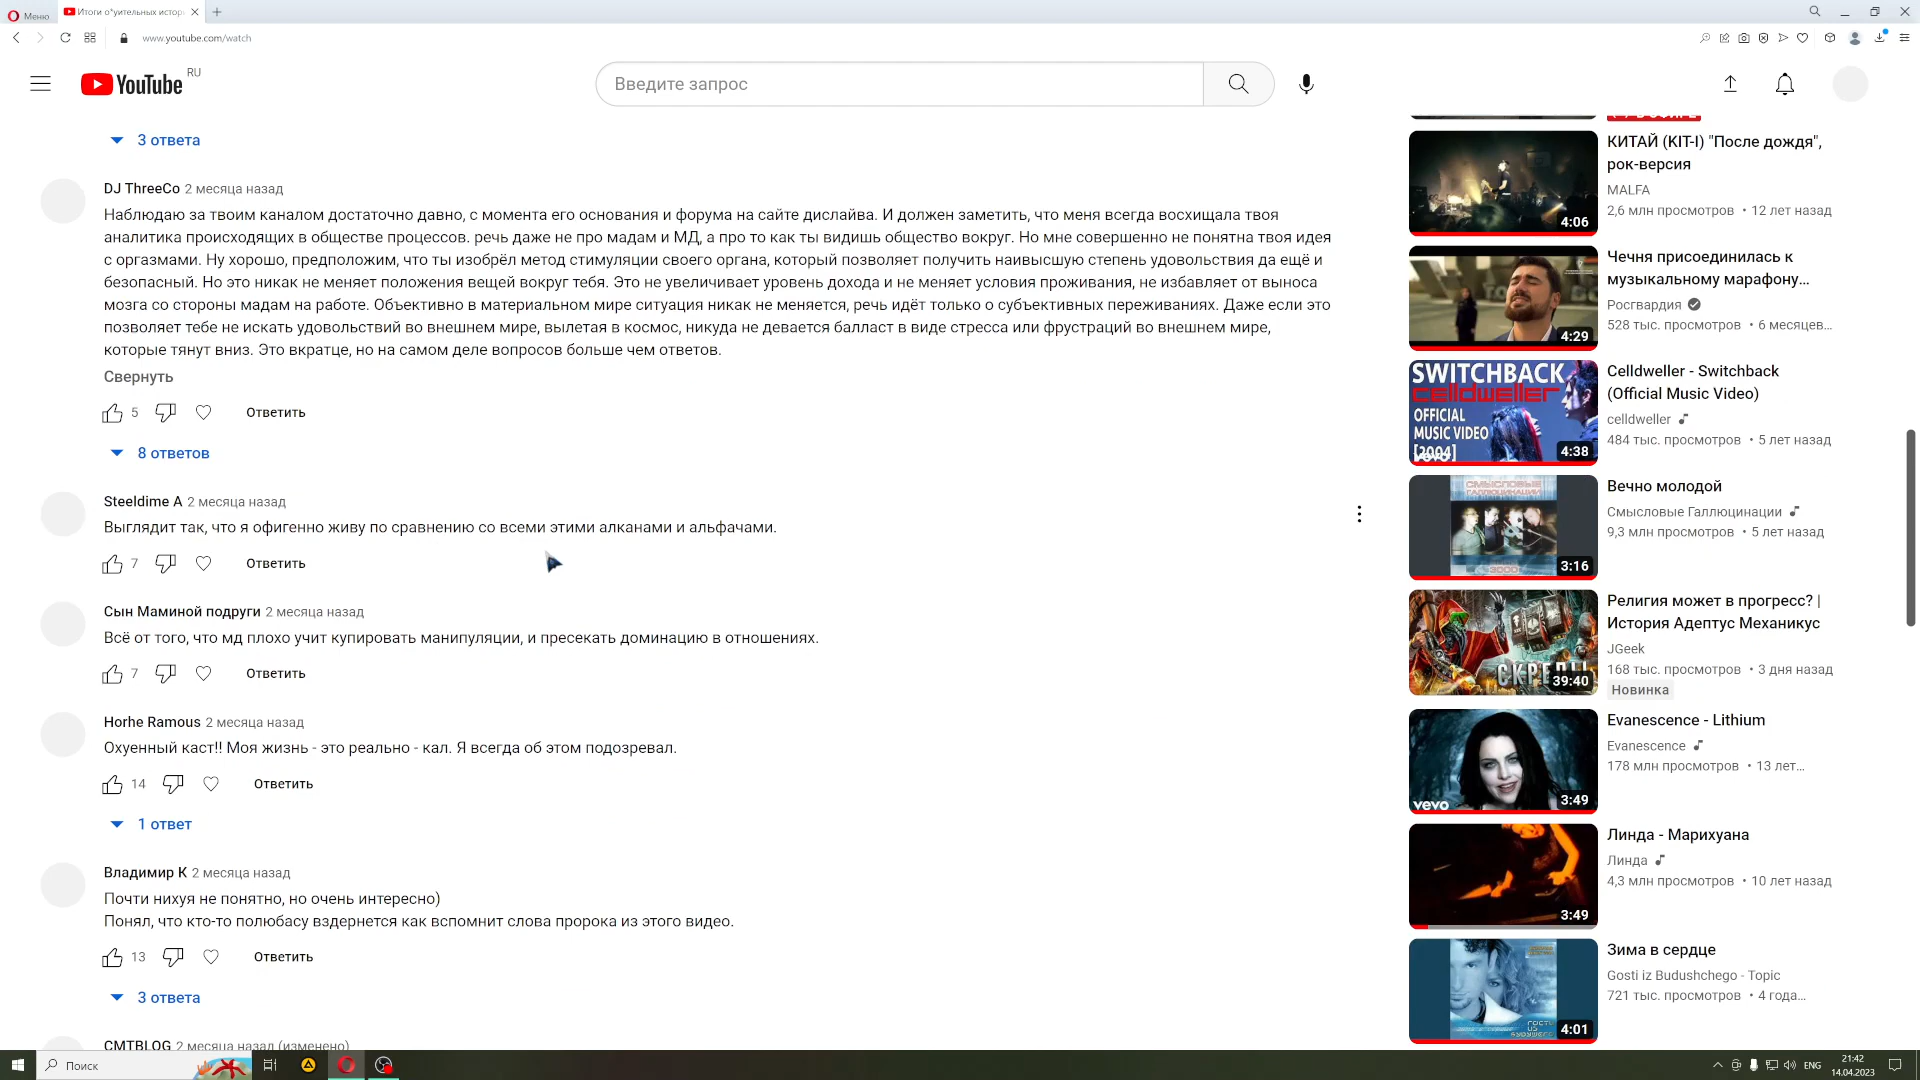 Меню
Итоги о*уительных истор
www.youtube.com/watch
YouTube
RU
Введите запрос
3 ответа
DJ ThreeCo 2 месяца назад
Наблюдаю за твоим каналом достаточно давно, с момента его основания и форума на сайте дислайва. И должен заметить, что меня всегда восхищала твоя
аналитика происходящих в обществе процессов. речь даже не про мадам и МД, а про то как ты видишь общество вокруг. Но мне совершенно не понятна твоя идея
с оргазмами. Ну хорошо, предположим, что ты изобрёл метод стимуляции своего органа, который позволяет получить наивысшую степень удовольствия да ещё и
безопасный. Но это никак не меняет положения вещей вокруг тебя. Это не увеличивает уровень дохода и не меняет условия проживания, не избавляет от выноса
мозга со стороны мадам на работе. Объективно в материальном мире ситуация никак не меняется, речь идёт только о субъективных переживаниях. Даже если это
позволяет тебе не искать удовольствий во внешнем мире, вылетая в космос, никуда не девается балласт в виде стресса или фрустраций во внешнем мире,
которые тянут вниз. Это вкратце, но на самом деле вопросов больше чем ответов.
Свернуть
5 Ответить
8 ответов
Steeldime A 2 месяца назад
Выглядит так, что я офигенно живу по сравнению со всеми этими алканами и альфачами.
7 Ответить
Сын Маминой подруги 2 месяца назад
Всё от того, что мд плохо учит купировать манипуляции, и пресекать доминацию в отношениях.
7 Ответить
Horhe Ramous 2 месяца назад
Охуенный каст!! Моя жизнь - это реально - кал. Я всегда об этом подозревал.
14 Ответить
1 ответ
Владимир К 2 месяца назад
Почти нихуя не понятно, но очень интересно)
Понял, что кто-то полюбасу вздернется как вспомнит слова пророка из этого видео.
13 Ответить
3 ответа
CMTBLOG 2 месяца назад (изменено)
КИТАЙ (KIT-I) "После дождя",
рок-версия
MALFA
2,6 млн просмотров • 12 лет назад
4:06
Чечня присоединилась к
музыкальному марафону...
Росгвардия
528 тыс. просмотров • 6 месяцев...
4:29
SWITCHBACK
celldweller
OFFICIAL
MUSIC VIDEO
[2004]
vevo
4:38
Celldweller - Switchback
(Official Music Video)
celldweller
484 тыс. просмотров • 5 лет назад
СМЫСЛОВЫЕ
ГАЛЛЮЦИНАЦИИ
3000
3:16
Вечно молодой
Смысловые Галлюцинации
9,3 млн просмотров • 5 лет назад
СКРЕПЫ
39:40
Религия может в прогресс? |
История Адептус Механикус
JGeek
168 тыс. просмотров • 3 дня назад
Новинка
vevo
3:49
Evanescence - Lithium
Evanescence
178 млн просмотров • 13 лет...
3:49
Линда - Марихуана
Линда
4,3 млн просмотров • 10 лет назад
4:01
Зима в сердце
Gosti iz Budushchego - Topic
721 тыс. просмотров • 4 года...
Поиск
ENG
21:42
14.04.2023